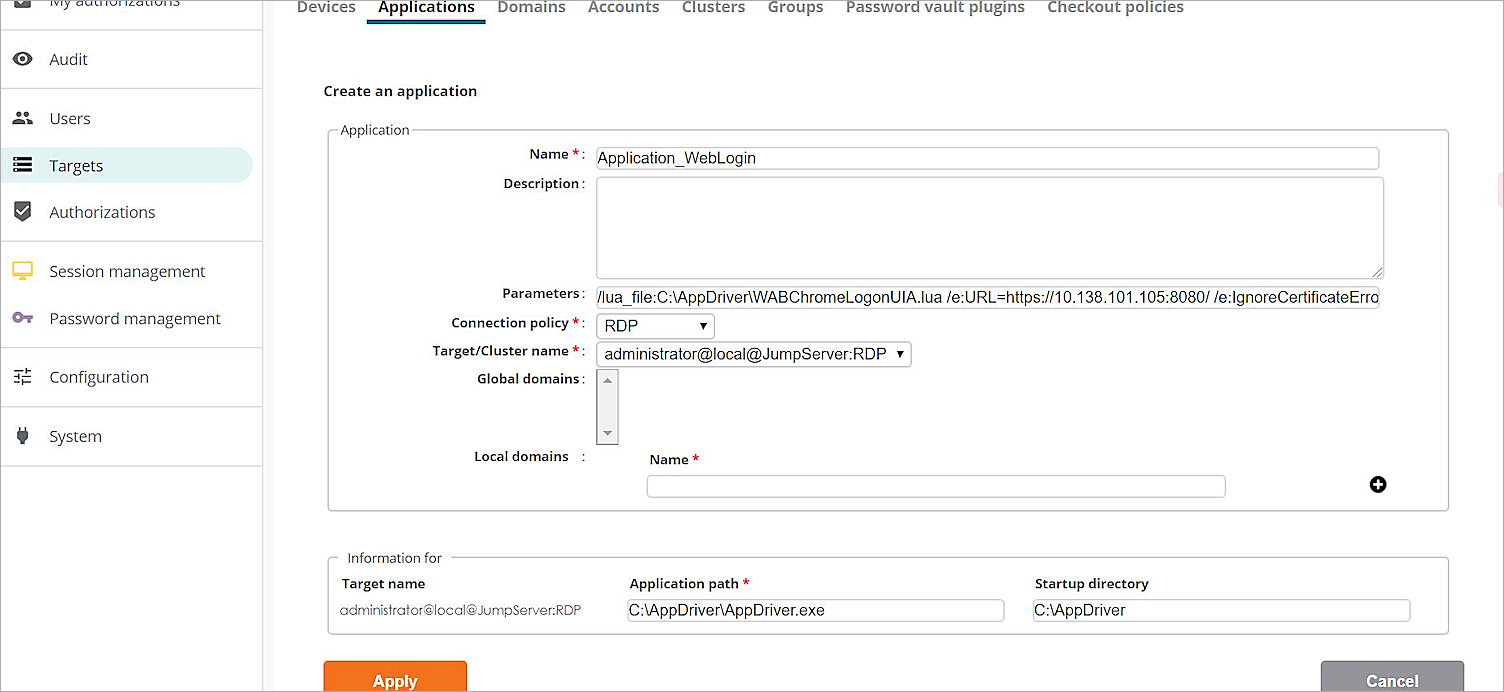 My authorizations
Audit
Users
Targets
Authorizations
Session management
Password management
Configuration
System
Devices Applications Domains Accounts Clusters Groups Password vault plugins Checkout policies
Create an application
Application
Name * : Application_WebLogin
Description :
Parameters : /lua_file:C:\AppDriver\WABChromeLogonUIA.lua /e:URL=https://10.138.101.105:8080/ /e:IgnoreCertificateErro
Connection policy * : RDP
Target/Cluster name * : administrator@local@JumpServer:RDP
Global domains :
Local domains : Name *
Information for
Target name Application path * Startup directory
administrator@local@JumpServer:RDP C:\AppDriver\AppDriver.exe C:\AppDriver
Apply Cancel